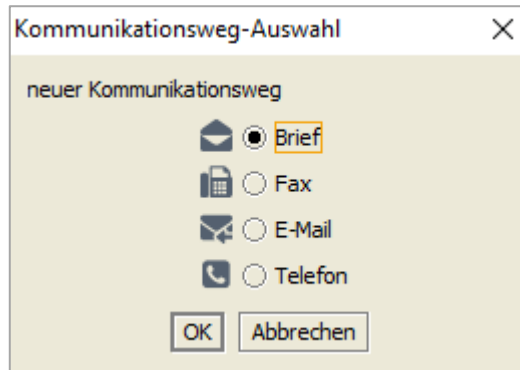 Kommunikationsweg-Auswahl
neuer Kommunikationsweg
Brief
Fax
E-Mail
Telefon
OK Abbrechen